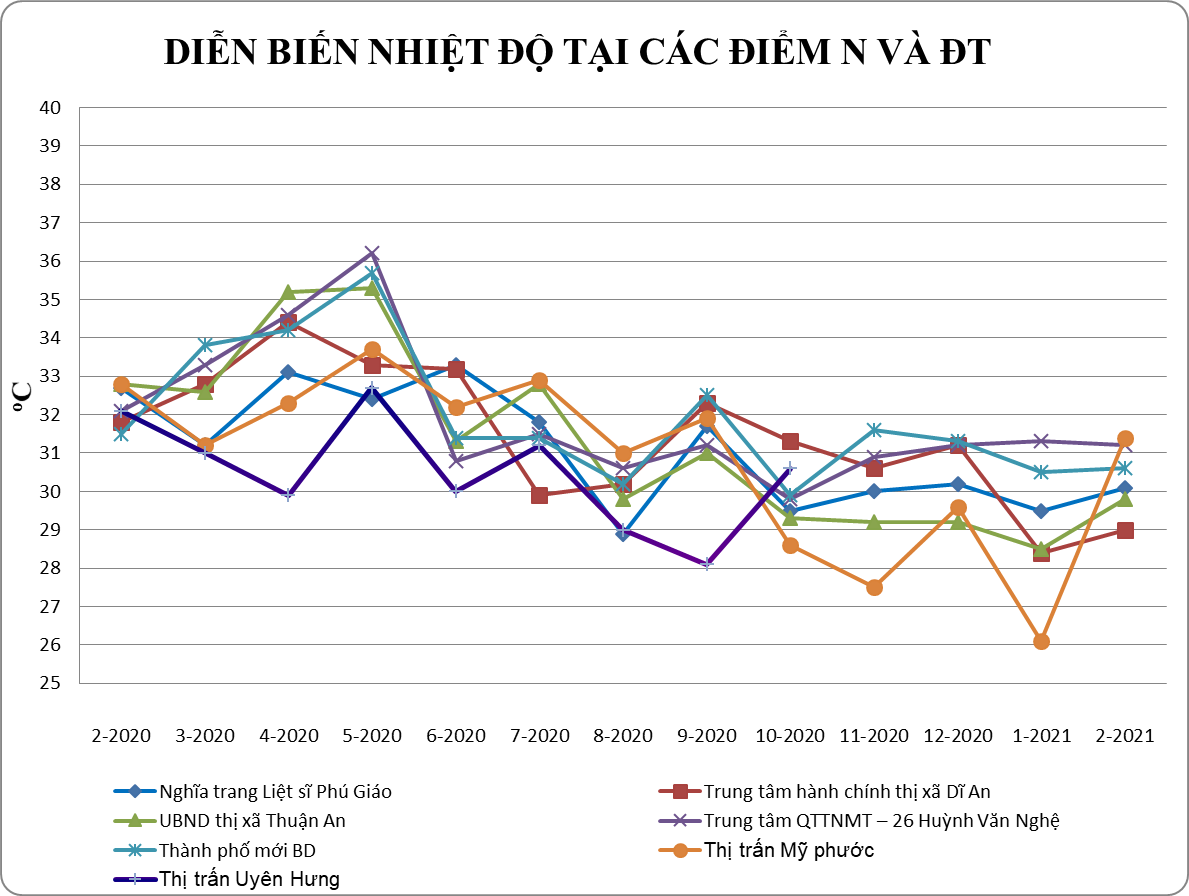 DIỄN BIẾN NHIỆT ĐỘ TẠI CÁC ĐIỂM N VÀ ĐT
40
39
38
37
36
35
34
33
32
31
30
29
28
27
26
25
ºC
2-2020 3-2020 4-2020 5-2020 6-2020 7-2020 8-2020 9-2020 10-2020 11-2020 12-2020 1-2021 2-2021
Nghĩa trang Liệt sĩ Phú Giáo Trung tâm hành chính thị xã Dĩ An
UBND thị xã Thuận An Trung tâm QTTNMT – 26 Huỳnh Văn Nghệ
Thành phố mới BD Thị trấn Mỹ phước
Thị trấn Uyên Hưng